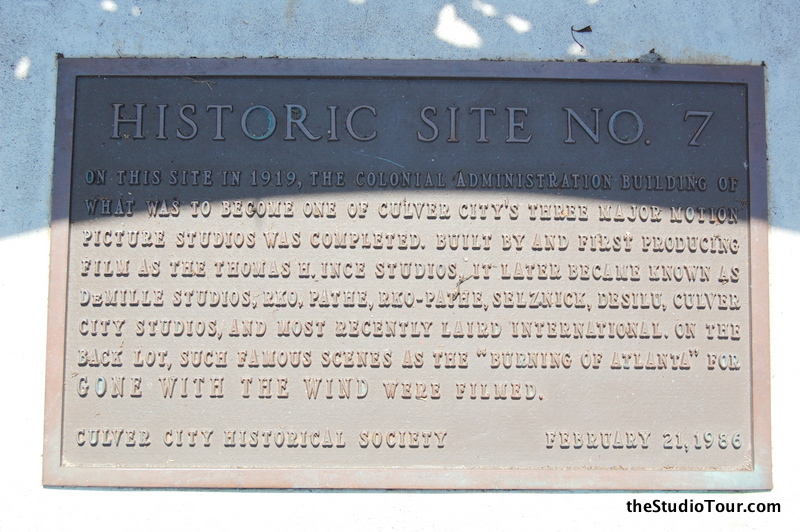 HISTORIC SITE NO. 7
ON THIS SITE IN 1919, THE COLONIAL ADMINISTRATION BUILDING OF
WHAT WAS TO BECOME ONE OF CULVER CITY'S THREE MAJOR MOTION
PICTURE STUDIOS WAS COMPLETED. BUILT BY AND FIRST PRODUCING
FILM AS THE THOMAS H. INCE STUDIOS, IT LATER BECAME KNOWN AS
DeMILLE STUDIOS, RKO, PATHE, RKO-PATHE, SELZNICK, DESILU, CULVER
CITY STUDIOS, AND MOST RECENTLY LAIRD INTERNATIONAL. ON THE
BACK LOT, SUCH FAMOUS SCENES AS THE "BURNING OF ATLANTA" FOR
GONE WITH THE WIND WERE FILMED.
CULVER CITY HISTORICAL SOCIETY FEBRUARY 21, 1986
theStudioTour.com